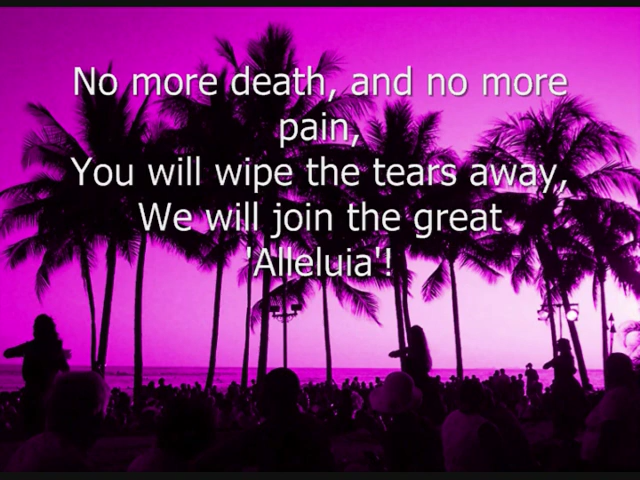 No more death, and no more
pain,
You will wipe the tears away,
We will join the great
'Alleluia'!